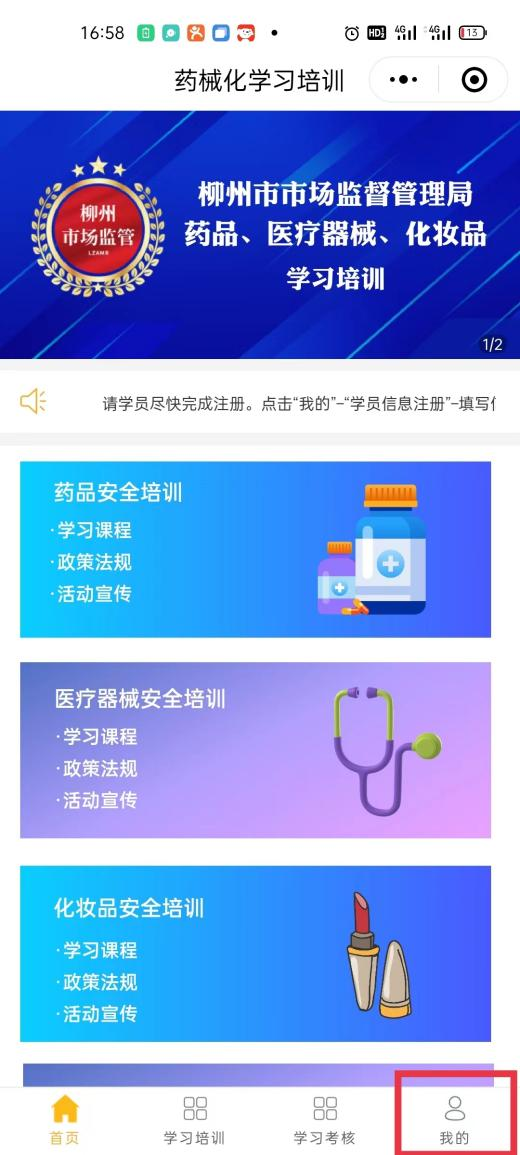 16:58
HD 4G 4G 13
药械化学习培训
柳州
市场监管
LZAMR
柳州市市场监督管理局
药品、医疗器械、化妆品
学习培训
1/2
请学员尽快完成注册。点击“我的”-“学员信息注册”-填写
药品安全培训
·学习课程
·政策法规
·活动宣传
医疗器械安全培训
·学习课程
·政策法规
·活动宣传
化妆品安全培训
·学习课程
·政策法规
·活动宣传
首页
学习培训
学习考核
我的